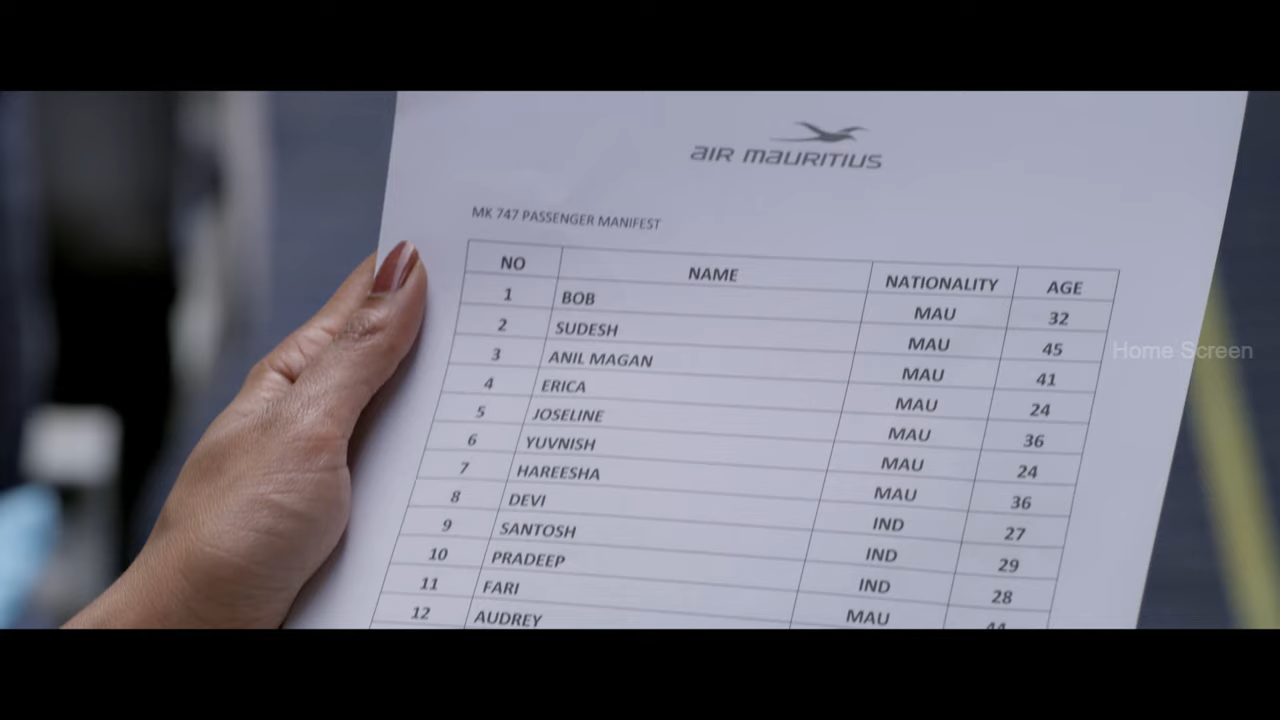 AIR MAURITIUS
MK 747 PASSENGER MANIFEST
NO NAME NATIONALITY AGE
1 BOB MAU 32
2 SUDESH MAU 45
3 ANIL MAGAN MAU 41
4 ERICA MAU 24
5 JOSELINE MAU 36
6 YUVNISH MAU 24
7 HAREESHA MAU 36
8 DEVI IND 27
9 SANTOSH IND 29
10 PRADEEP IND 28
11 FARI MAU
12 AUDREY
Home Screen